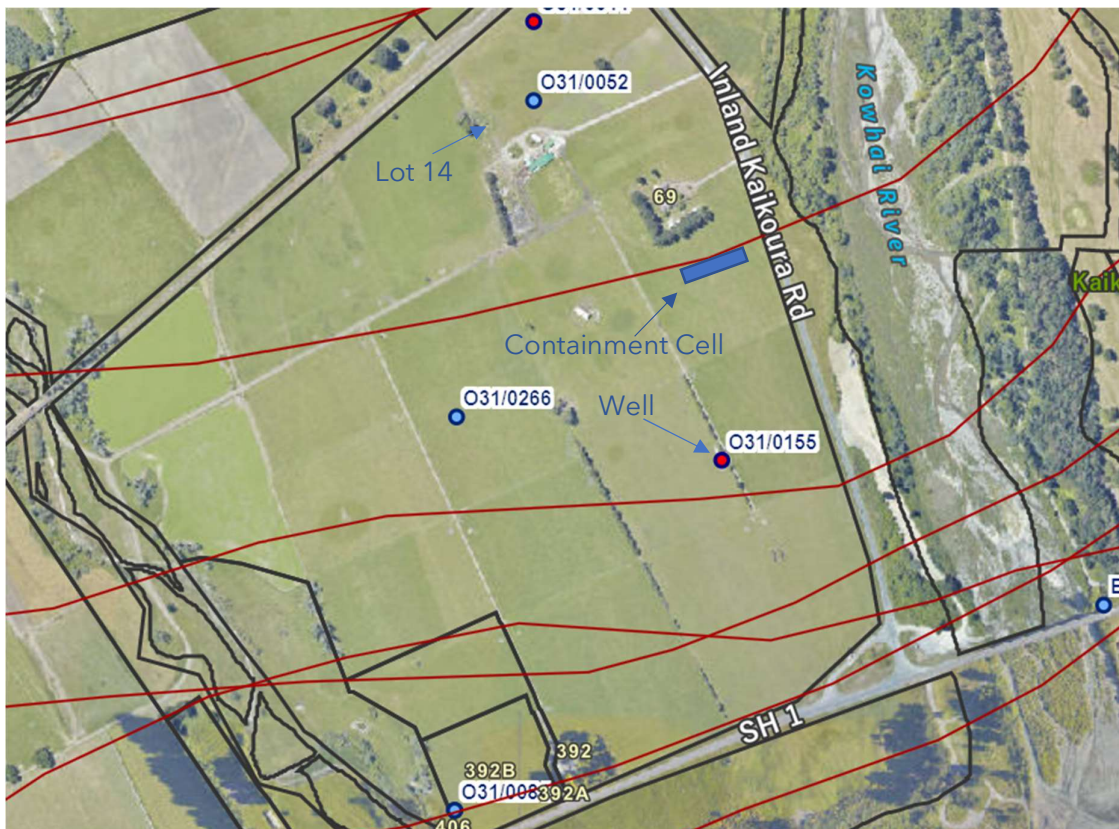 O31/0052
Lot 14
Inland Kaikoura Rd
Kowhai River
69
Containment Cell
O31/0266
Well
O31/0155
SH 1
392
392B
392A
406